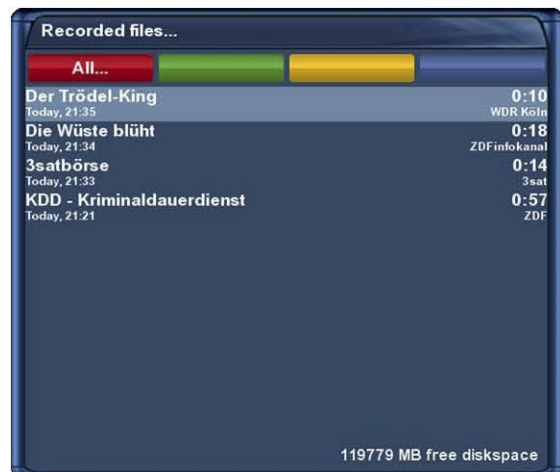 Recorded files...
All...
Der Trödel-King 0:10
Today, 21:35 WDR Köln
Die Wüste blüht 0:18
Today, 21:34 ZDFinfokanal
3satbörse 0:14
Today, 21:33 3sat
KDD - Kriminaldauerdienst 0:57
Today, 21:21 ZDF
119779 MB free diskspace